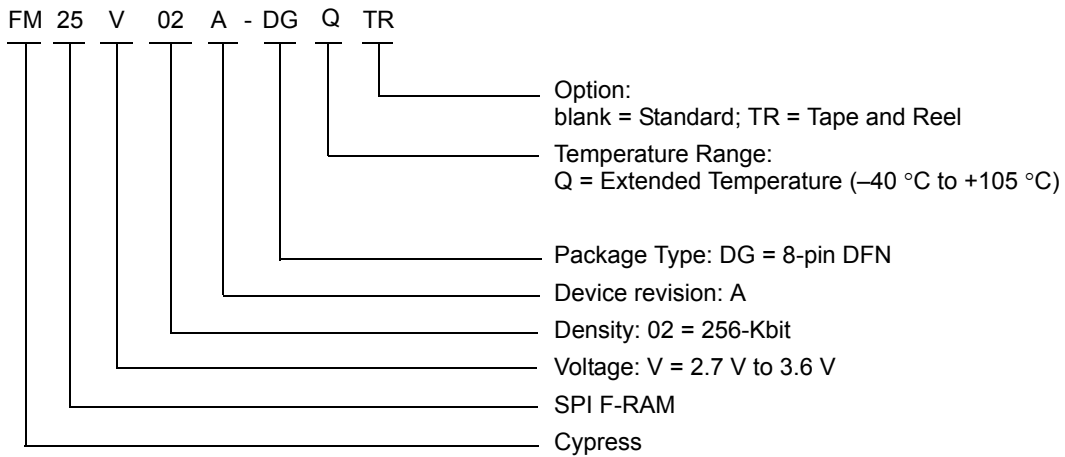 FM 25 V 02 A - DG Q TR
Option:
blank = Standard; TR = Tape and Reel
Temperature Range:
Q = Extended Temperature (–40 °C to +105 °C)
Package Type: DG = 8-pin DFN
Device revision: A
Density: 02 = 256-Kbit
Voltage: V = 2.7 V to 3.6 V
SPI F-RAM
Cypress